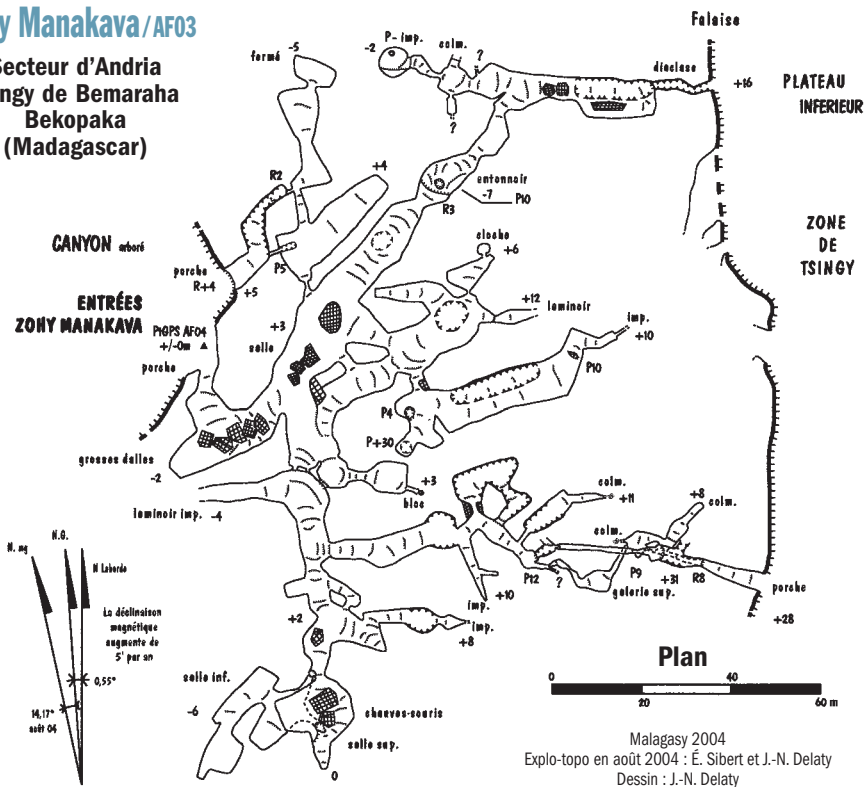 y Manakava / AF03
Secteur d'Andria
ingy de Bemaraha
Bekopaka
(Madagascar)
fermé -5
-2 P- imp.
colm.
?
?
diaclase
Falaise
+16
PLATEAU
INFERIEUR
ZONE
DE
TSINGY
R2
+4
entonnoir
-7 P10
R3
cloche
+6
CANYON arboré
porche
R+4
+5
P5
ENTRÉES
ZOHY MANAKAVA
PtGPS AF04
+/-0m
porche
+3
salle
+12
laminoir
imp.
+10
P10
P4
P+30
grosses dalles
-2
+3
bloc
laminoir imp. -4
colm.
+11
+8
colm.
colm.
P12
?
P9
+31
R8
galerie sup.
porche
+28
imp.
+10
+2
imp.
+8
salle inf.
-6
chauves-souris
salle sup.
0
N. mg
N.G.
N Laborde
La déclinaison
magnétique
augmente de
5' par an
0,55°
14,17°
août 04
Plan
0
20
40
60 m
Malagasy 2004
Explo-topo en août 2004 : É. Sibert et J.-N. Delaty
Dessin : J.-N. Delaty